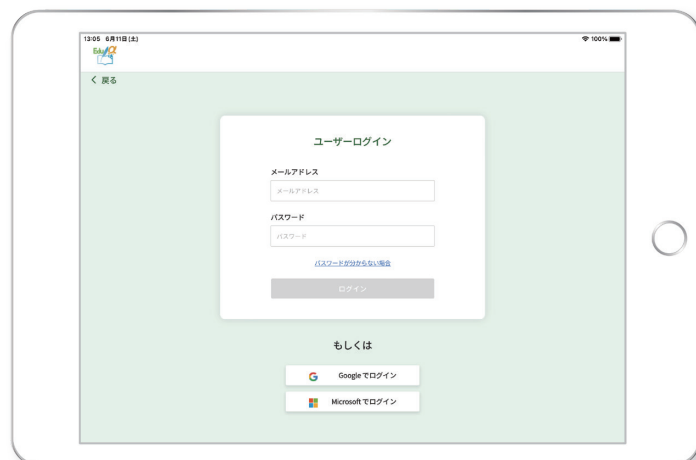 13:05 6月11日(土)
100%
Eduα
戻る
ユーザーログイン
メールアドレス
メールアドレス
パスワード
パスワード
パスワードが分からない場合
ログイン
もしくは
Google でログイン
Microsoft でログイン